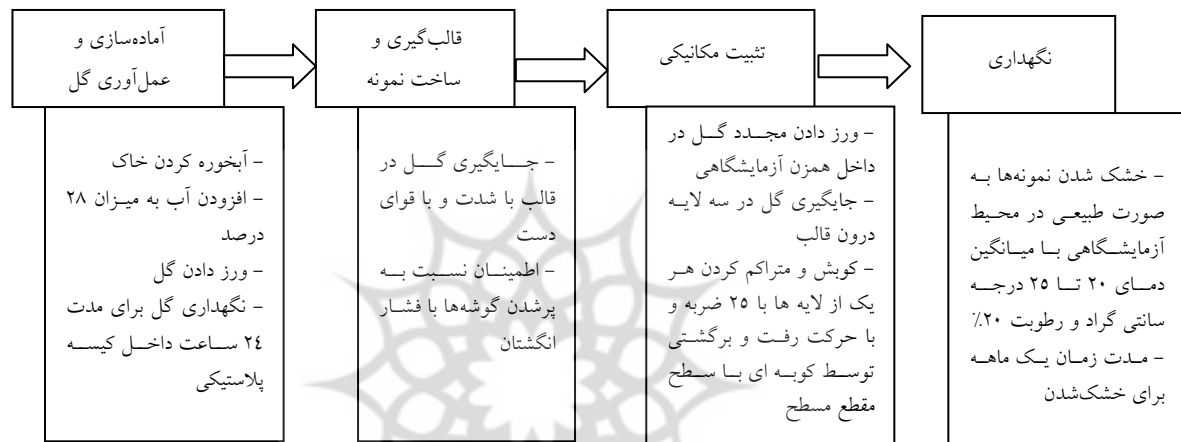 آماده‌سازی و
عمل‌آوری گل
آبخوره کردن خاک -
افزودن آب به میزان ۲۸ -
درصد
ورز دادن گل -
نگهداری گل برای مدت -
۲۴ ساعت داخل کیسه
پلاستیکی
قالب‌گیری و
ساخت نمونه
جایگیری گل در -
قالب با شدت و با قوای
دست
اطمینان نسبت به -
پرشدن گوشه‌ها با فشار
انگشتان
تثبیت مکانیکی
ورز دادن مجدد گل در -
داخل همزن آزمایشگاهی
جایگیری گل در سه لایه -
درون قالب
کوبش و متراکم کردن هر -
یک از لایه ها با ۲۵ ضربه و
با حرکت رفت و برگشتی
توسط کوبه ای با سطح
مقطع مسطح
نگهداری
خشک شدن نمونه‌ها به -
صورت طبیعی در محیط
آزمایشگاهی با میانگین
دمای ۲۰ تا ۲۵ درجه
سانتی گراد و رطوبت ۲۰٪
مدت زمان یک ماهه -
برای خشک‌شدن